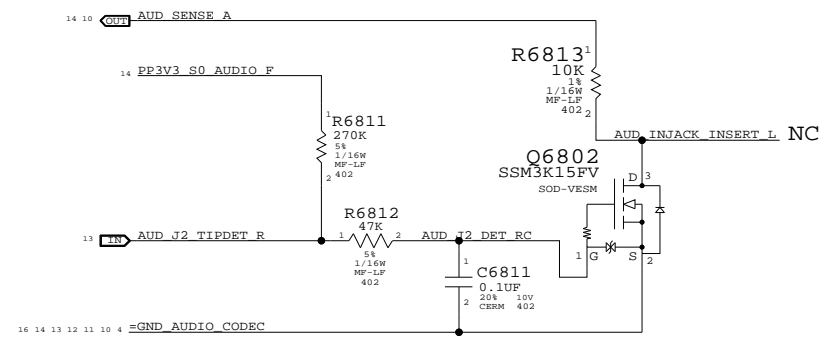 14 10 OUT AUD_SENSE_A
R6813 1
10K
1%
1/16W
MF-LF
402 2
14 PP3V3_S0_AUDIO_F
1
R6811
270K
5%
1/16W
MF-LF
2 402
AUD_INJACK_INSERT_L NC
Q6802
SSM3K15FV
SOD-VESM
D 3
1 G S 2
13 IN AUD_J2_TIPDET_R
R6812
47K
1 2
5%
1/16W
MF-LF
402
AUD_J2_DET_RC
1
C6811
0.1UF
20% 10V
2 CERM 402
16 14 13 12 11 10 4 =GND_AUDIO_CODEC